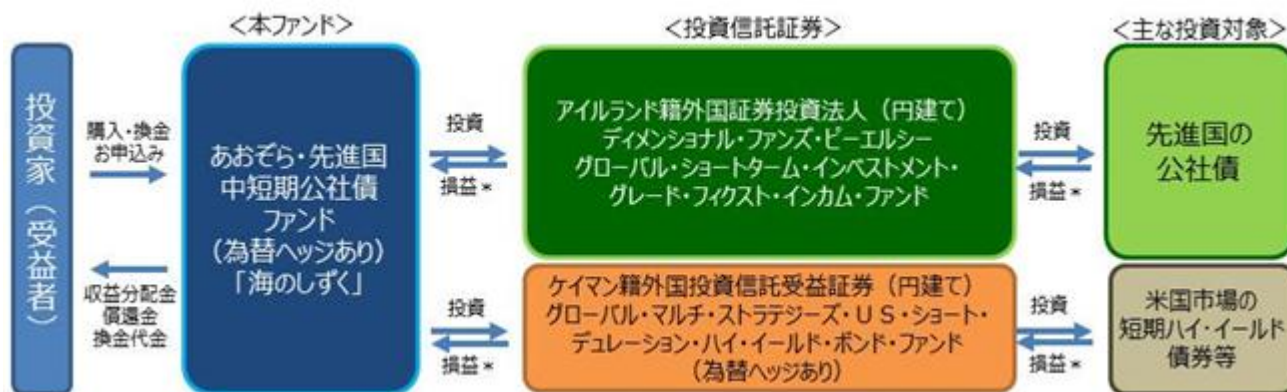 ＜本ファンド＞
＜投資信託証券＞
＜主な投資対象＞
投資家（受益者）
購入・換金
お申込み
収益分配金
償還金
換金代金
あおぞら・先進国
中短期公社債
ファンド
（為替ヘッジあり）
「海のしずく」
投資
損益＊
アイルランド籍外国証券投資法人（円建て）
ディメンショナル・ファンズ・ピーエルシー
グローバル・ショートターム・インベストメント・
グレード・フィクスト・インカム・ファンド
投資
損益＊
先進国の
公社債
投資
損益＊
ケイマン籍外国投資信託受益証券（円建て）
グローバル・マルチ・ストラテジーズ・ＵＳ・ショート・
デュレーション・ハイ・イールド・ボンド・ファンド
（為替ヘッジあり）
投資
損益＊
米国市場の
短期ハイ・イールド
債券等